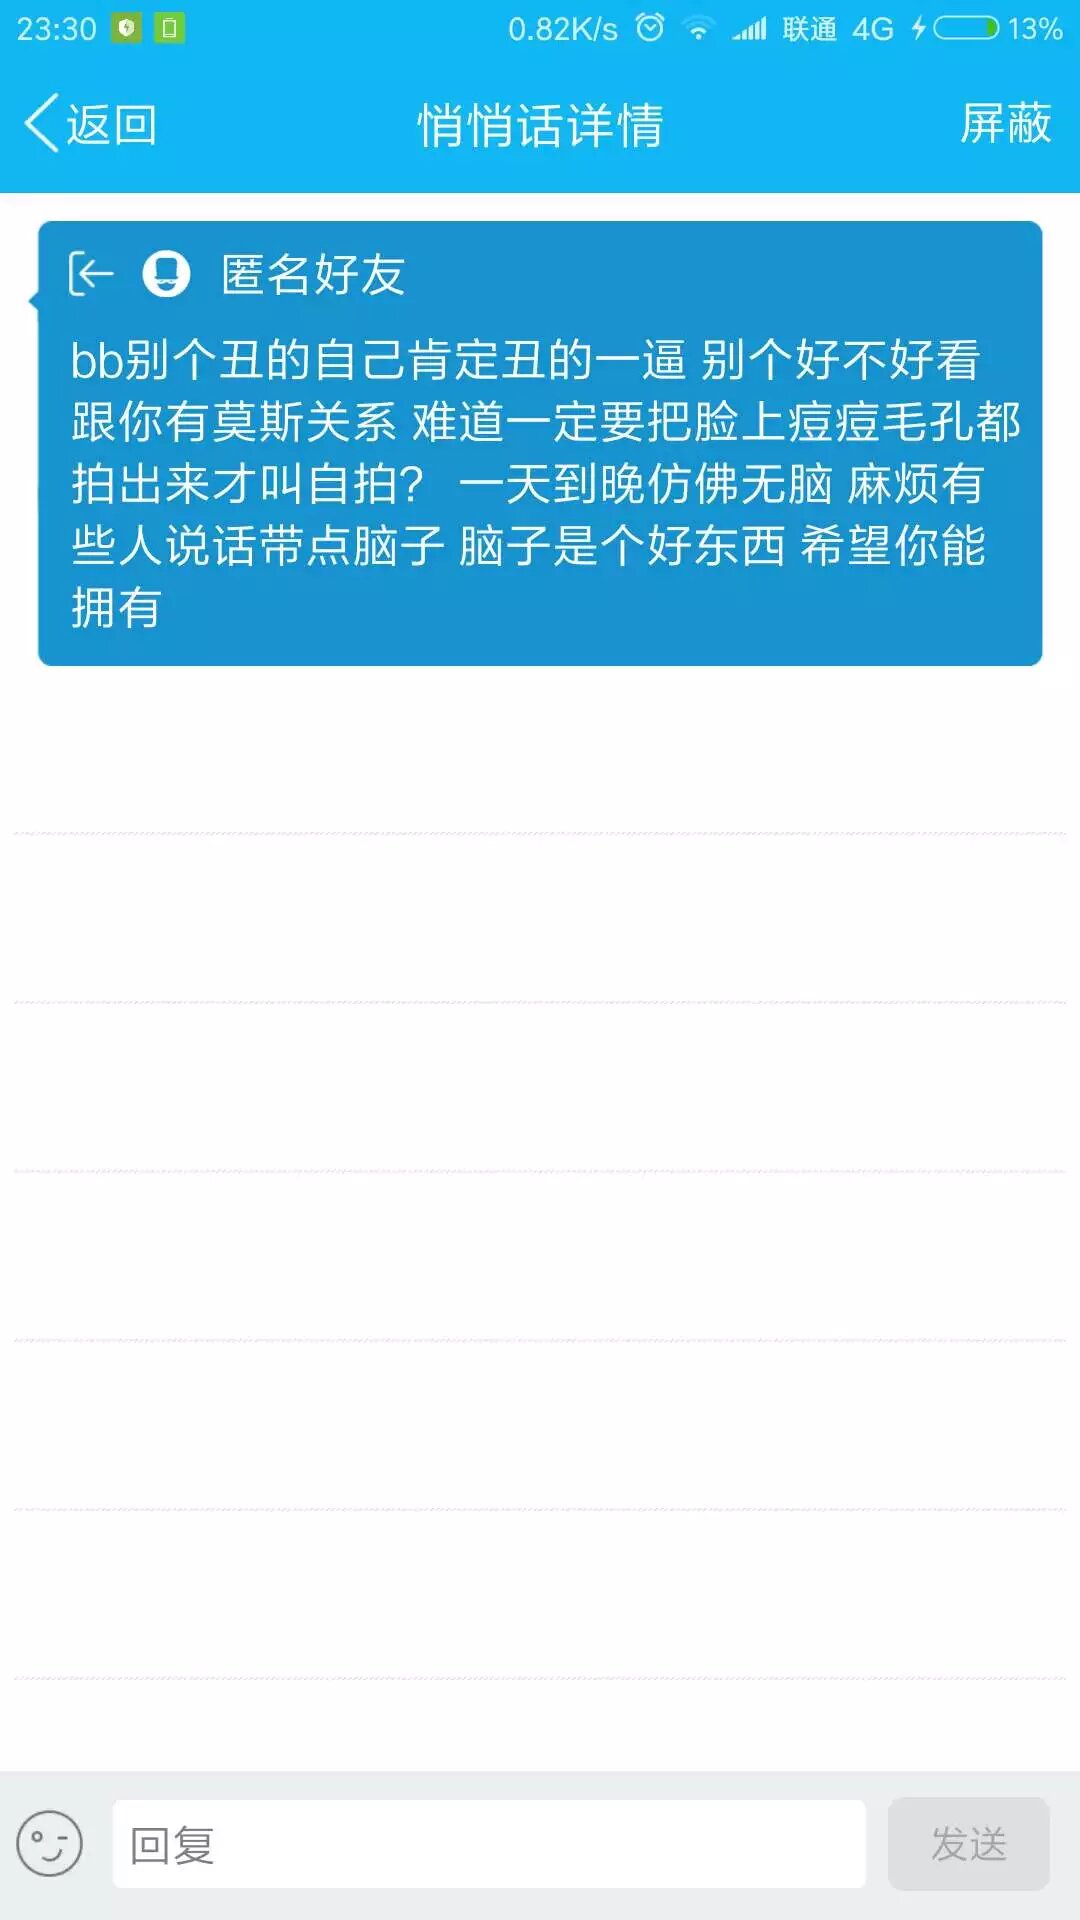 23:30 0.82K/s 联通 4G 13%
返回 悄悄话详情 屏蔽
匿名好友
bb别个丑的自己肯定丑的一逼 别个好不好看
跟你有莫斯关系 难道一定要把脸上痘痘毛孔都
拍出来才叫自拍? 一天到晚仿佛无脑 麻烦有
些人说话带点脑子 脑子是个好东西 希望你能
拥有
回复 发送